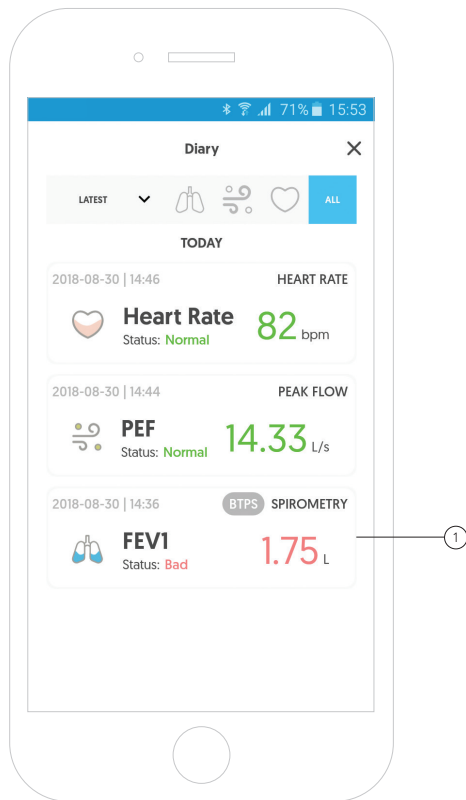 71% 15:53
Diary
LATEST ALL
TODAY
2018-08-30 | 14:46 HEART RATE
Heart Rate 82 bpm
Status: Normal
2018-08-30 | 14:44 PEAK FLOW
PEF 14.33 L/s
Status: Normal
2018-08-30 | 14:36 BTPS SPIROMETRY
FEV1 1.75 L
Status: Bad
1